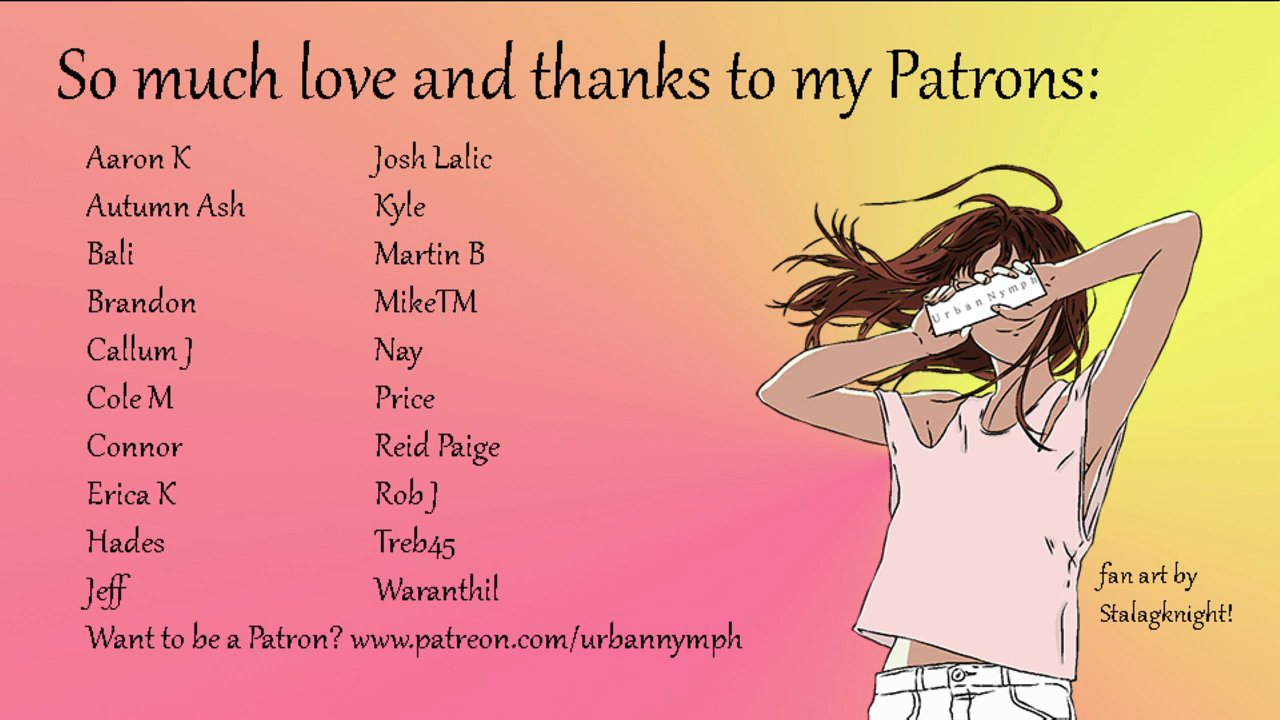 So much love and thanks to my Patrons:
Aaron K
Autumn Ash
Bali
Brandon
Callum J
Cole M
Connor
Erica K
Hades
Jeff
Josh Lalic
Kyle
Martin B
MikeTM
Nay
Price
Reid Paige
Rob J
Treb45
Waranthil
Want to be a Patron? www.patreon.com/urbannymph
UrbanNymph
fan art by
Stalagknight!